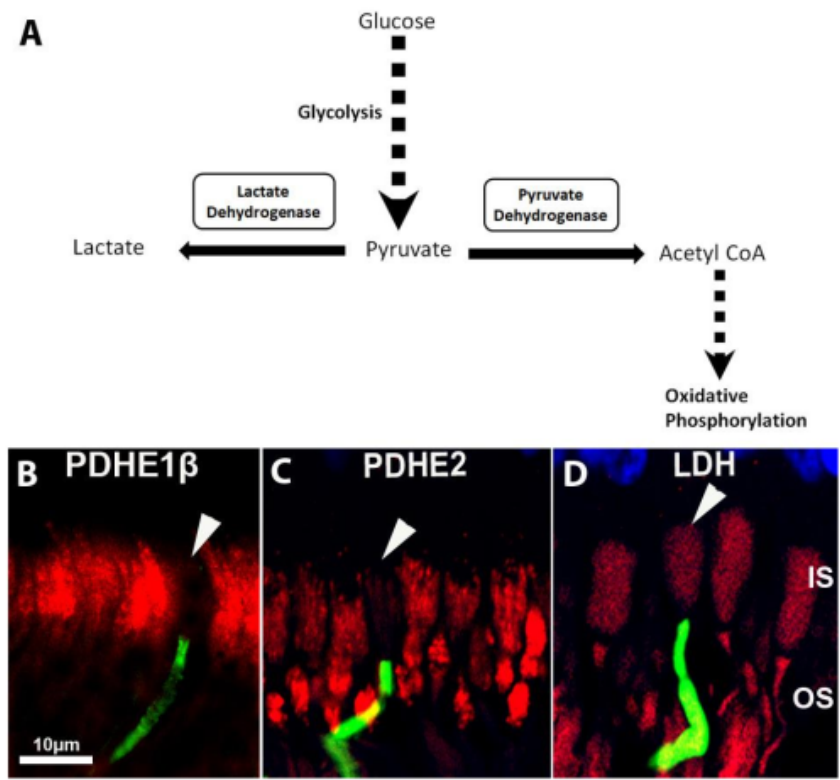 A
Glucose
Glycolysis
Lactate
Dehydrogenase
Pyruvate
Dehydrogenase
Lactate
Pyruvate
Acetyl CoA
Oxidative
Phosphorylation
B PDHE1β
C PDHE2
D LDH
IS
OS
10µm